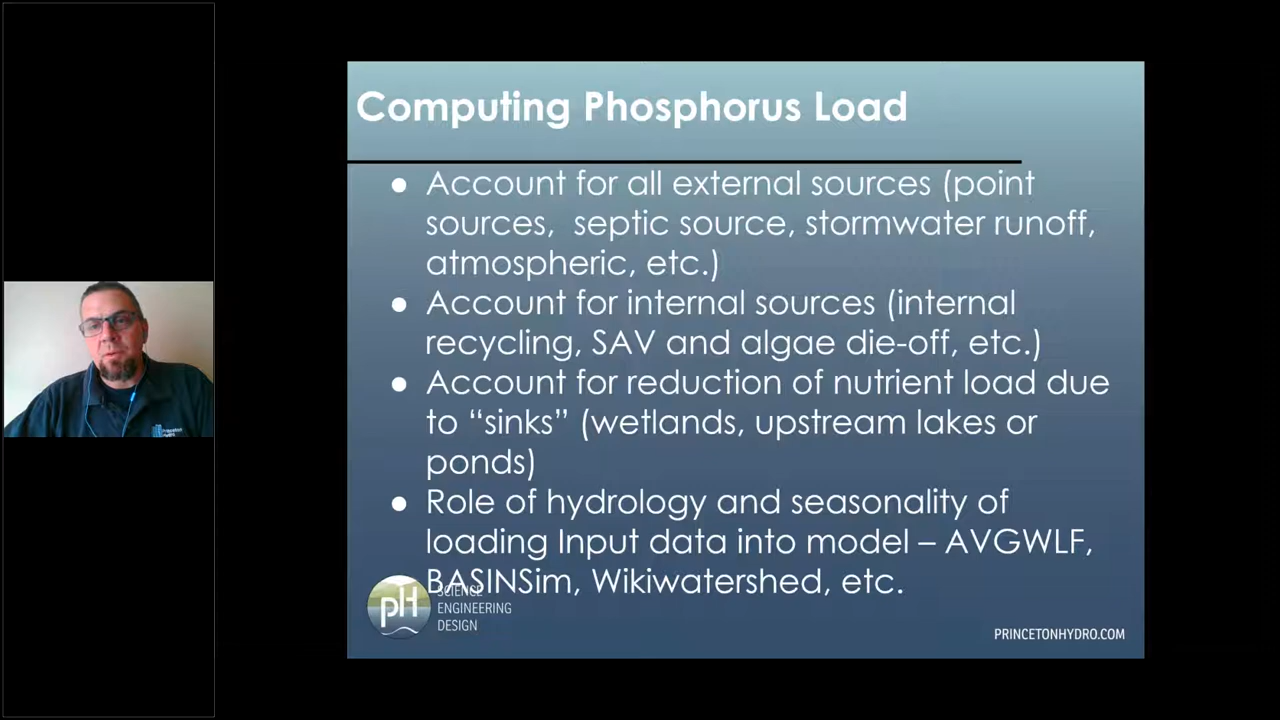 Computing Phosphorus Load
● Account for all external sources (point
sources,  septic source, stormwater runoff,
atmospheric, etc.)
● Account for internal sources (internal
recycling, SAV and algae die-off, etc.)
● Account for reduction of nutrient load due
to “sinks” (wetlands, upstream lakes or
ponds)
● Role of hydrology and seasonality of
loading Input data into model – AVGWLF,
BASINSim, Wikiwatershed, etc.
pH
SCIENCE
ENGINEERING
DESIGN
PRINCETONHYDRO.COM